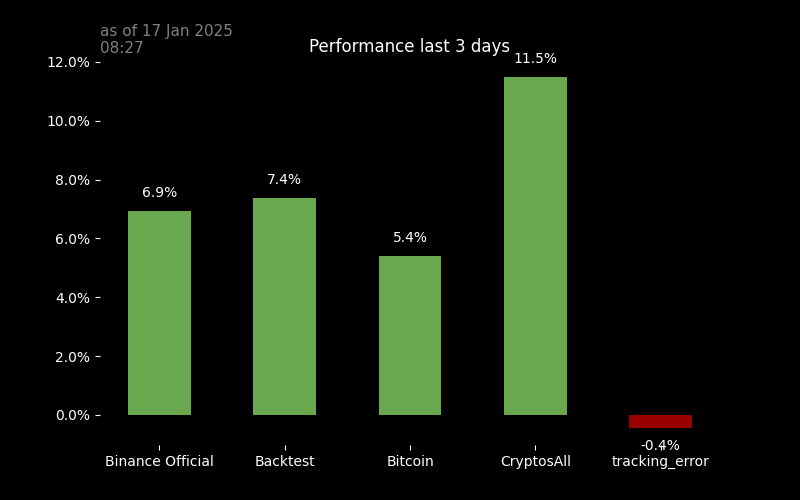 as of 17 Jan 2025
08:27
Performance last 3 days
12.0%
10.0%
8.0%
6.0%
4.0%
2.0%
0.0%
6.9%
7.4%
5.4%
11.5%
-0.4%
Binance Official
Backtest
Bitcoin
CryptosAll
tracking_error